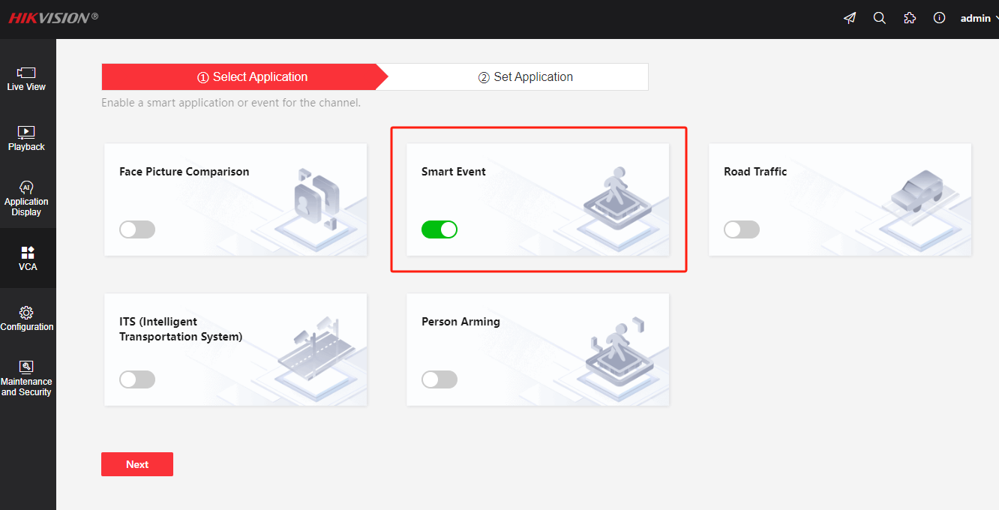 HIKVISION®
admin
Live View
Playback
AI
Application
Display
VCA
Configuration
Maintenance
and Security
① Select Application
② Set Application
Enable a smart application or event for the channel.
Face Picture Comparison
Smart Event
Road Traffic
ITS (Intelligent
Transportation System)
Person Arming
Next